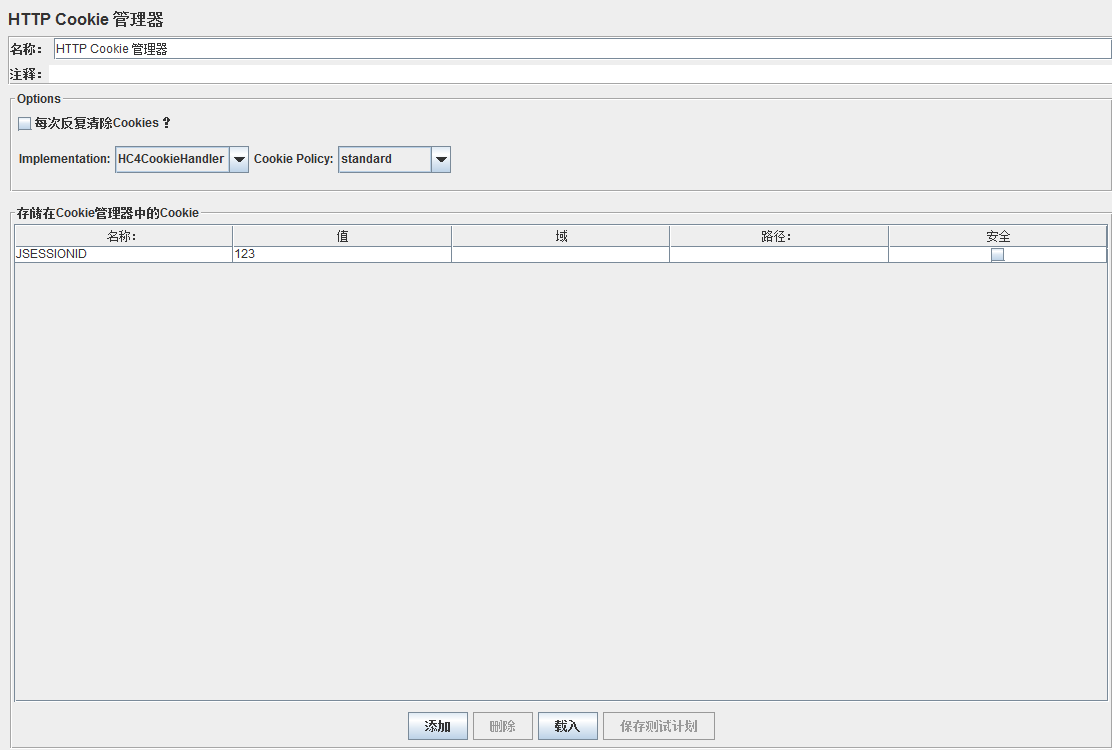 HTTP Cookie 管理器
名称： HTTP Cookie 管理器
注释：
Options
每次反复清除Cookies？
Implementation: HC4CookieHandler Cookie Policy: standard
存储在Cookie管理器中的Cookie
名称： 值 域 路径： 安全
JSESSIONID 123
添加 删除 载入 保存测试计划